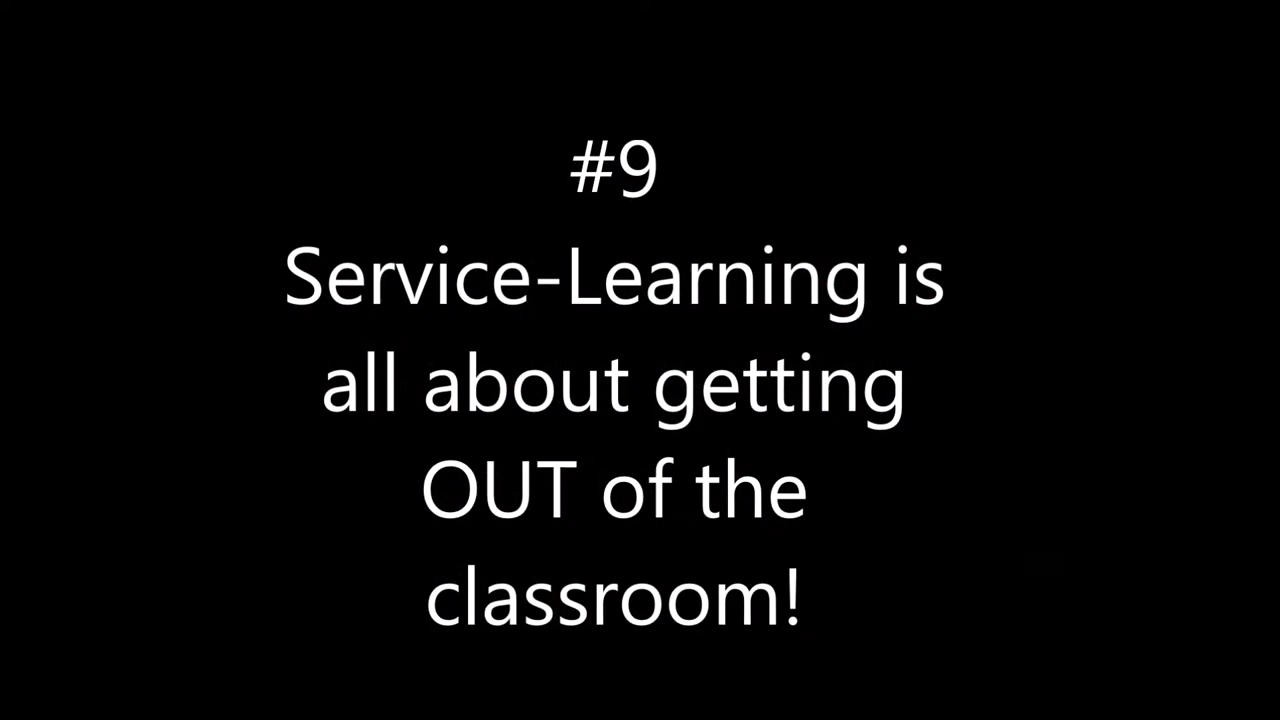 #9
Service-Learning is
all about getting
OUT of the
classroom!